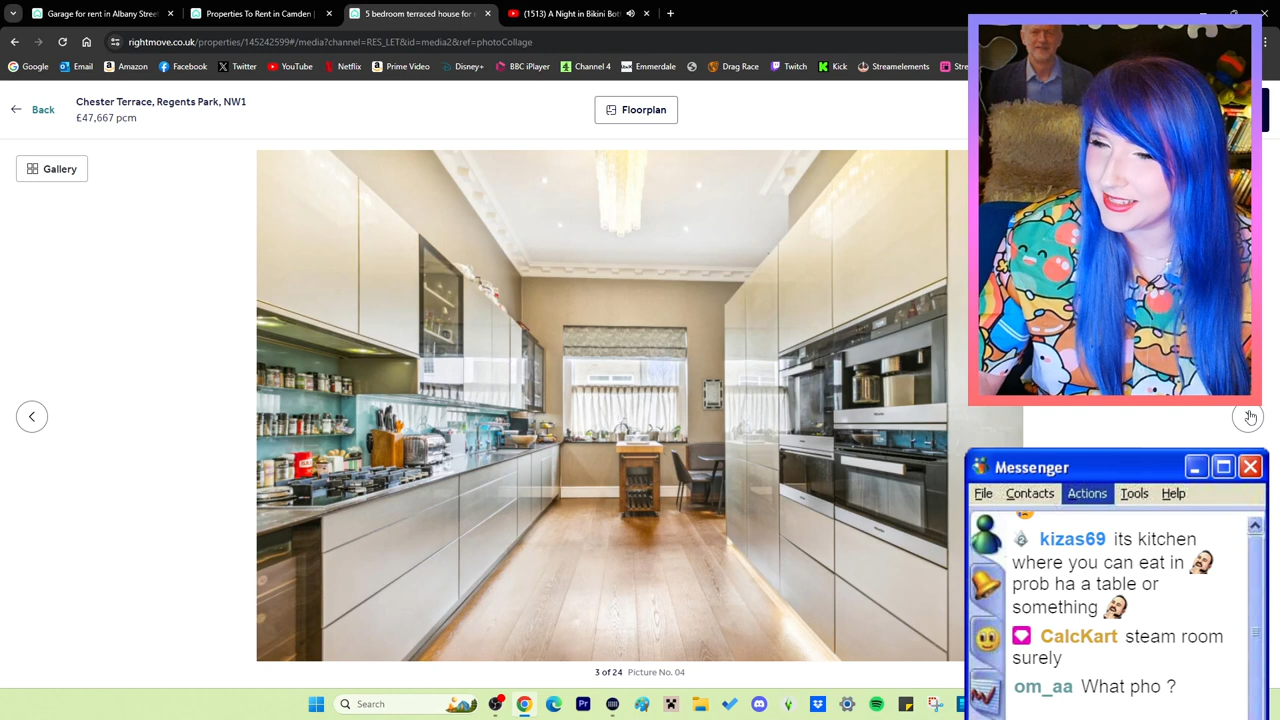 Garage for rent in Albany Street
Properties To Rent in Camden
5 bedroom terraced house for
(1513) A Night in Bikini Bot
rightmove.co.uk/properties/145242599#/media?channel=RES_LET&id=media2&ref=photoCollage
Google Email Amazon Facebook Twitter YouTube Netflix Prime Video Disney+ BBC iPlayer Channel 4 Emmerdale Drag Race Twitch Kick Streamelements
Back
Chester Terrace, Regents Park, NW1
£47,667 pcm
Floorplan
Gallery
3 of 24 Picture No. 04
Messenger
File Contacts Actions Tools Help
kizas69 its kitchen
where you can eat in
prob ha a table or
something
CalcKart steam room
surely
om_aa What pho ?
Search